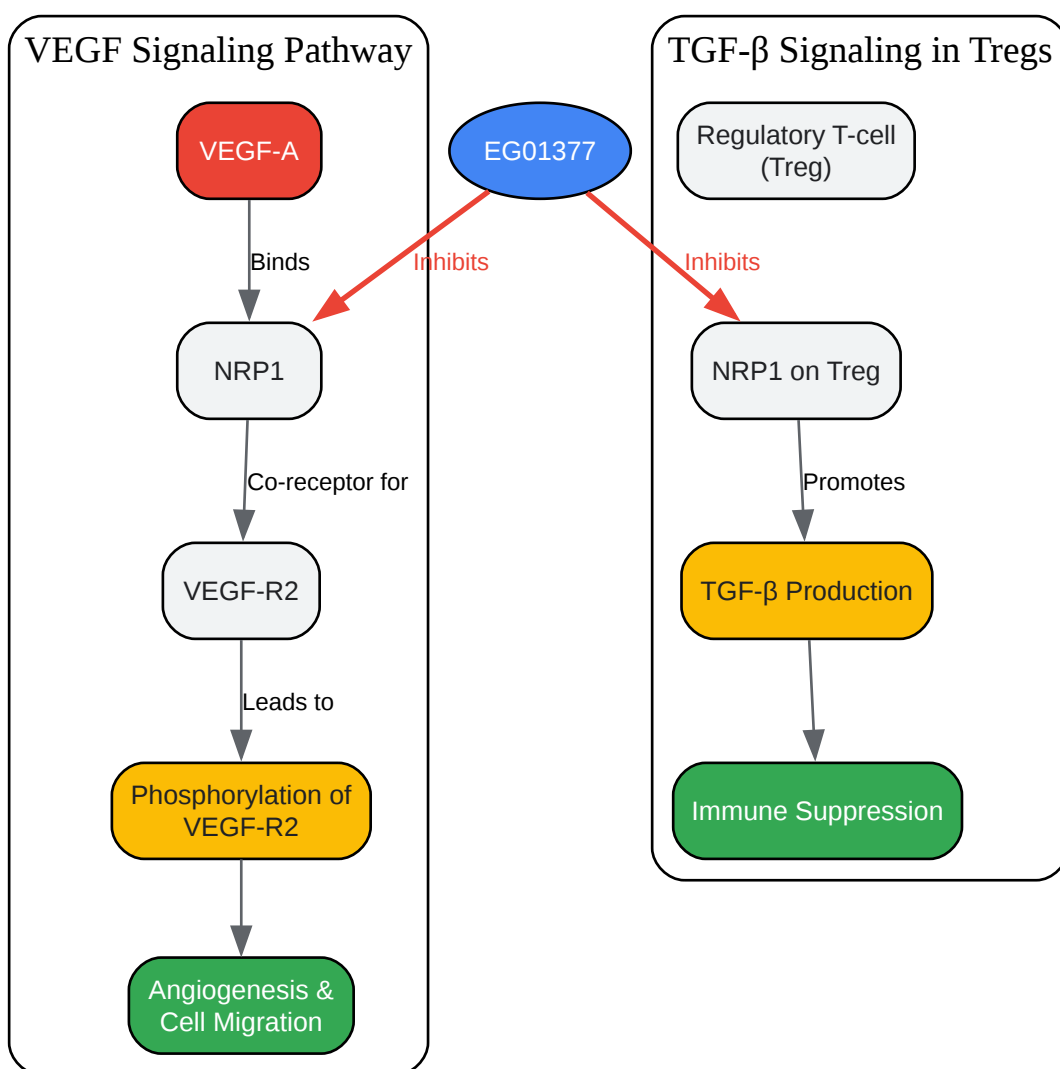 VEGF Signaling Pathway
TGF-β Signaling in Tregs
VEGF-A
EG01377
Regulatory T-cell
(Treg)
Binds
Inhibits
Inhibits
NRP1
NRP1 on Treg
Co-receptor for
Promotes
VEGF-R2
TGF-β Production
Leads to
Phosphorylation of
VEGF-R2
Immune Suppression
Angiogenesis &
Cell Migration